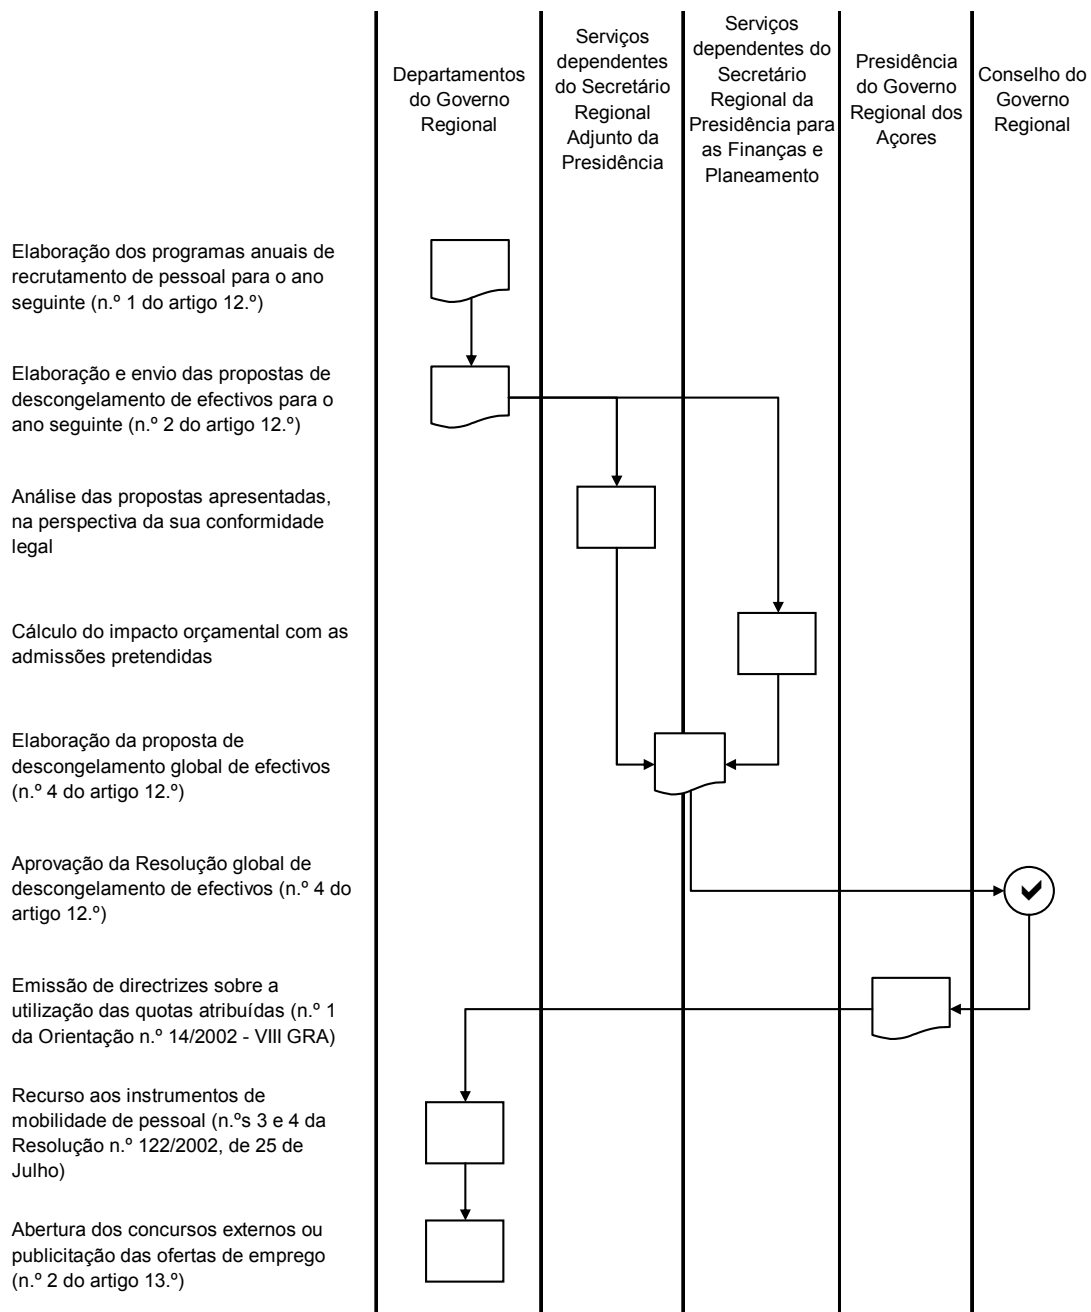 Departamentos
do Governo
Regional
Serviços
dependentes
do Secretário
Regional
Adjunto da
Presidência
Serviços
dependentes do
Secretário
Regional da
Presidência para
as Finanças e
Planeamento
Presidência
do Governo
Regional dos
Açores
Conselho do
Governo
Regional
Elaboração dos programas anuais de
recrutamento de pessoal para o ano
seguinte (n.º 1 do artigo 12.º)
Elaboração e envio das propostas de
descongelamento de efectivos para o
ano seguinte (n.º 2 do artigo 12.º)
Análise das propostas apresentadas,
na perspectiva da sua conformidade
legal
Cálculo do impacto orçamental com as
admissões pretendidas
Elaboração da proposta de
descongelamento global de efectivos
(n.º 4 do artigo 12.º)
Aprovação da Resolução global de
descongelamento de efectivos (n.º 4 do
artigo 12.º)
Emissão de directrizes sobre a
utilização das quotas atribuídas (n.º 1
da Orientação n.º 14/2002 - VIII GRA)
Recurso aos instrumentos de
mobilidade de pessoal (n.ºs 3 e 4 da
Resolução n.º 122/2002, de 25 de
Julho)
Abertura dos concursos externos ou
publicitação das ofertas de emprego
(n.º 2 do artigo 13.º)